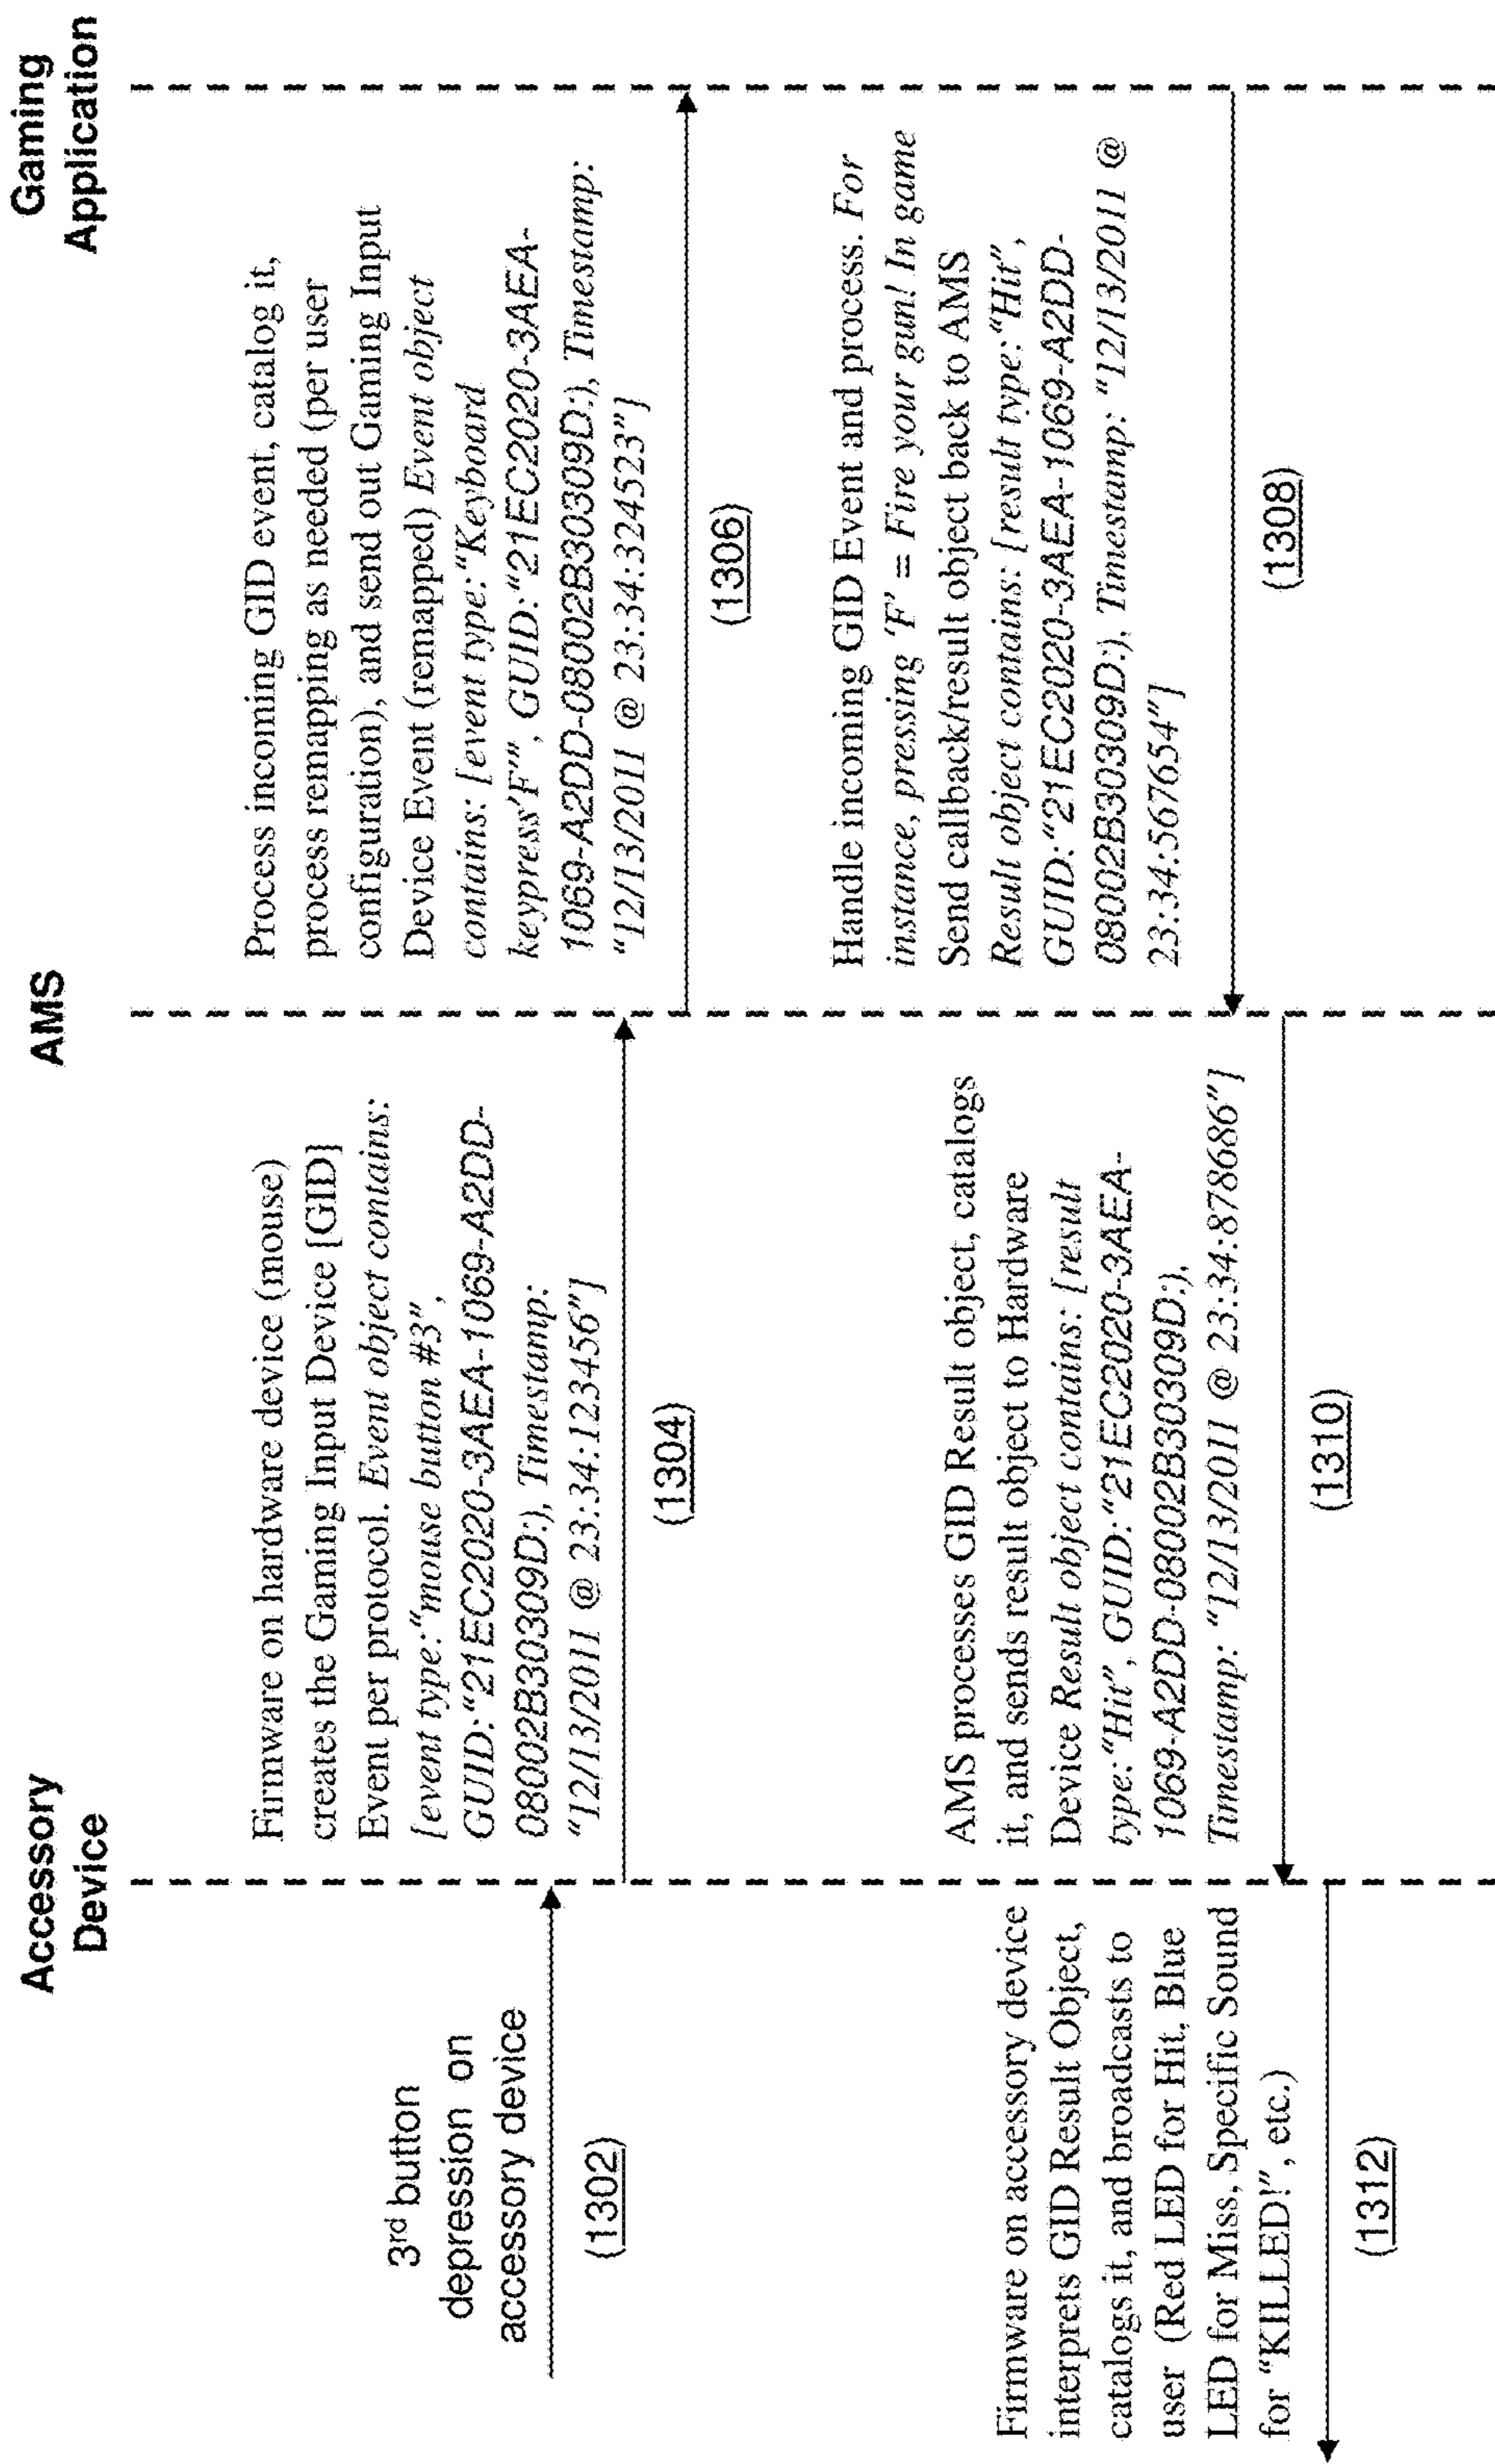 Accessory
Device
AMS
Gaming
Application
3rd button
depression on
accessory device
(1302)
Firmware on hardware device (mouse)
creates the Gaming Input Device [GID]
Event per protocol. Event object contains:
[event type:“mouse button #3”,
GUID:“21EC2020-3AEA-1069-A2DD-
08002B30309D:), Timestamp:
“12/13/2011 @ 23:34:123456”]
(1304)
Process incoming GID event, catalog it,
process remapping as needed (per user
configuration), and send out Gaming Input
Device Event (remapped) Event object
contains: [event type:“Keyboard
keypress‘F’”, GUID:“21EC2020-3AEA-
1069-A2DD-08002B30309D:), Timestamp:
“12/13/2011 @ 23:34:324523”]
(1306)
Handle incoming GID Event and process. For
instance, pressing ‘F’ = Fire your gun! In game
Send callback/result object back to AMS
Result object contains: [result type:“Hit”,
GUID:“21EC2020-3AEA-1069-A2DD-
08002B30309D:), Timestamp: “12/13/2011 @
23:34:567654”]
(1308)
AMS processes GID Result object, catalogs
it, and sends result object to Hardware
Device Result object contains: [result
type:“Hit”, GUID:“21EC2020-3AEA-
1069-A2DD-08002B30309D:),
Timestamp: “12/13/2011 @ 23:34:878686”]
(1310)
Firmware on accessory device
interprets GID Result Object,
catalogs it, and broadcasts to
user (Red LED for Hit, Blue
LED for Miss, Specific Sound
for “KILLED!”, etc.)
(1312)